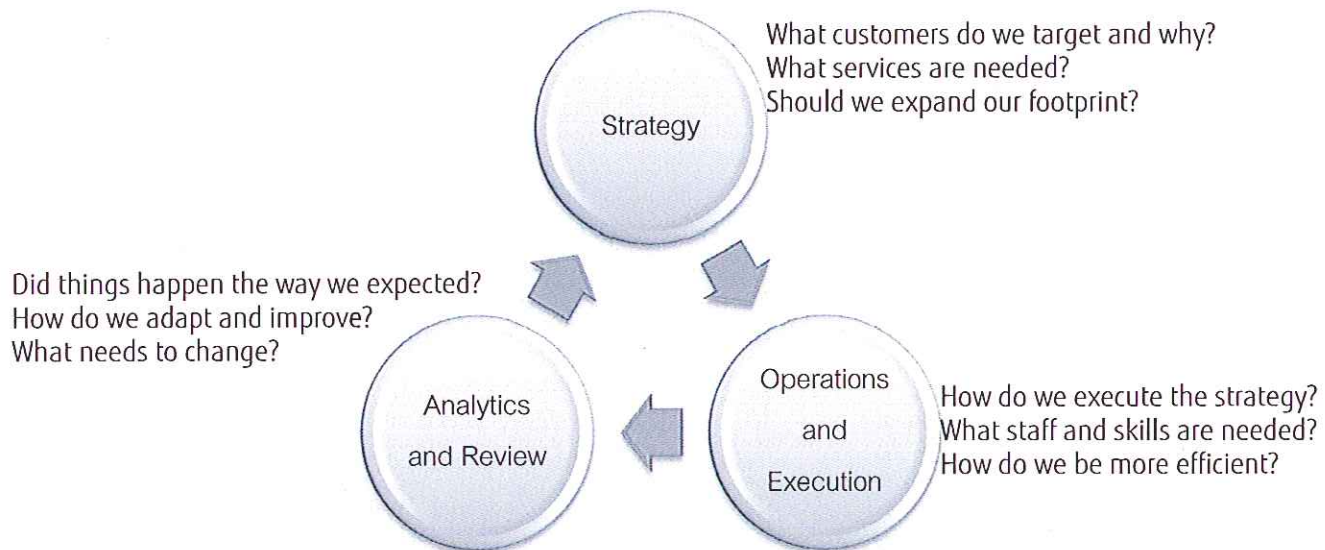 What customers do we target and why?
What services are needed?
Should we expand our footprint?
Strategy
Did things happen the way we expected?
How do we adapt and improve?
What needs to change?
Analytics
and Review
Operations
and
Execution
How do we execute the strategy?
What staff and skills are needed?
How do we be more efficient?